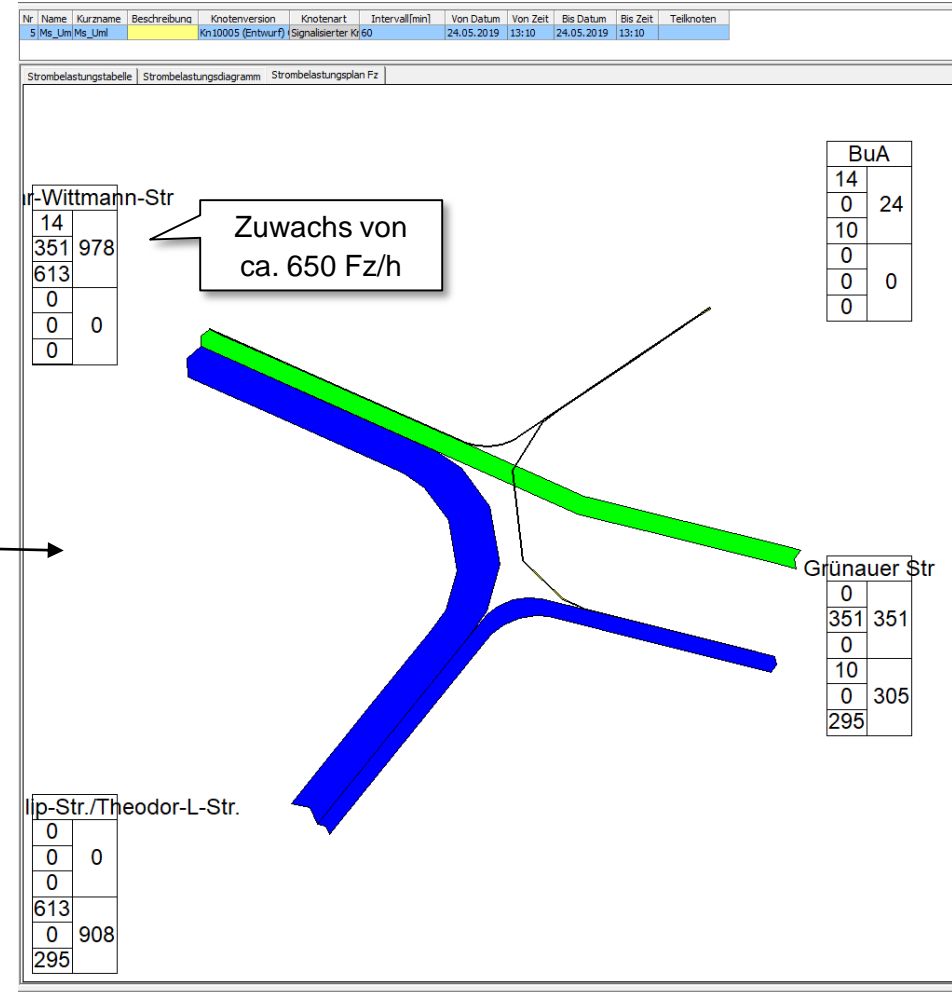 Nr Name Kurzname Beschreibung Knotenversion Knotenart Intervall[min] Von Datum Von Zeit Bis Datum Bis Zeit Teilknoten
5 Ms_Um Ms_Uml Kn10005 (Entwurf) ( Signalisierter Kr 60 24.05.2019 13:10 24.05.2019 13:10
Strombelastungstabelle Strombelastungsdiagramm Strombelastungsplan Fz
r-Wittmann-Str
14
351 978
613
0
0 0
0
Zuwachs von
ca. 650 Fz/h
BuA
14
0 24
10
0
0 0
0
Grünauer Str
0
351 351
0
10
0 305
295
lip-Str./Theodor-L-Str.
0
0 0
0
613
0 908
295